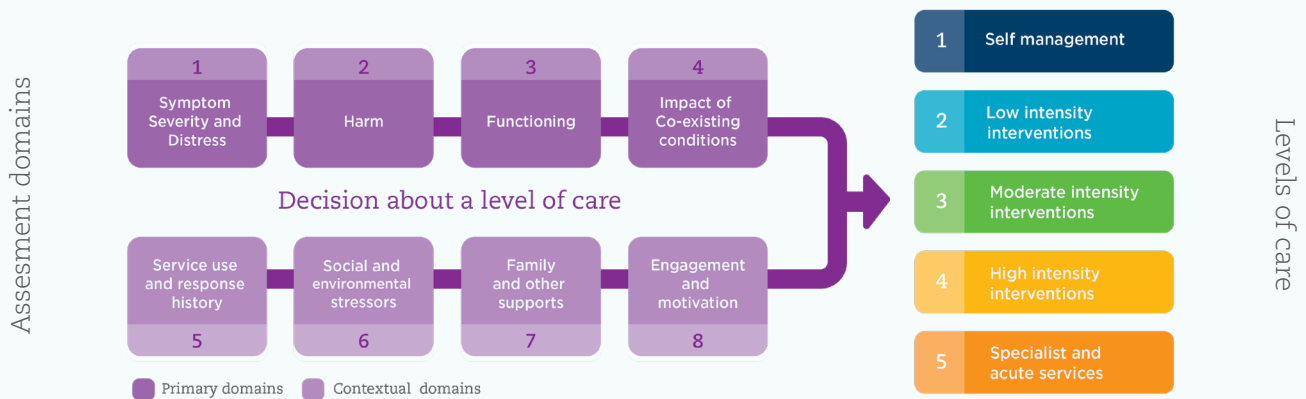 Assesment domains
1
Symptom
Severity and
Distress
2
Harm
3
Functioning
4
Impact of
Co-existing
conditions
Decision about a level of care
Service use
and response
history
5
Social and
environmental
stressors
6
Family
and other
supports
7
Engagement
and
motivation
8
Primary domains
Contextual domains
1
Self management
2
Low intensity
interventions
3
Moderate intensity
interventions
4
High intensity
interventions
5
Specialist and
acute services
Levels of care